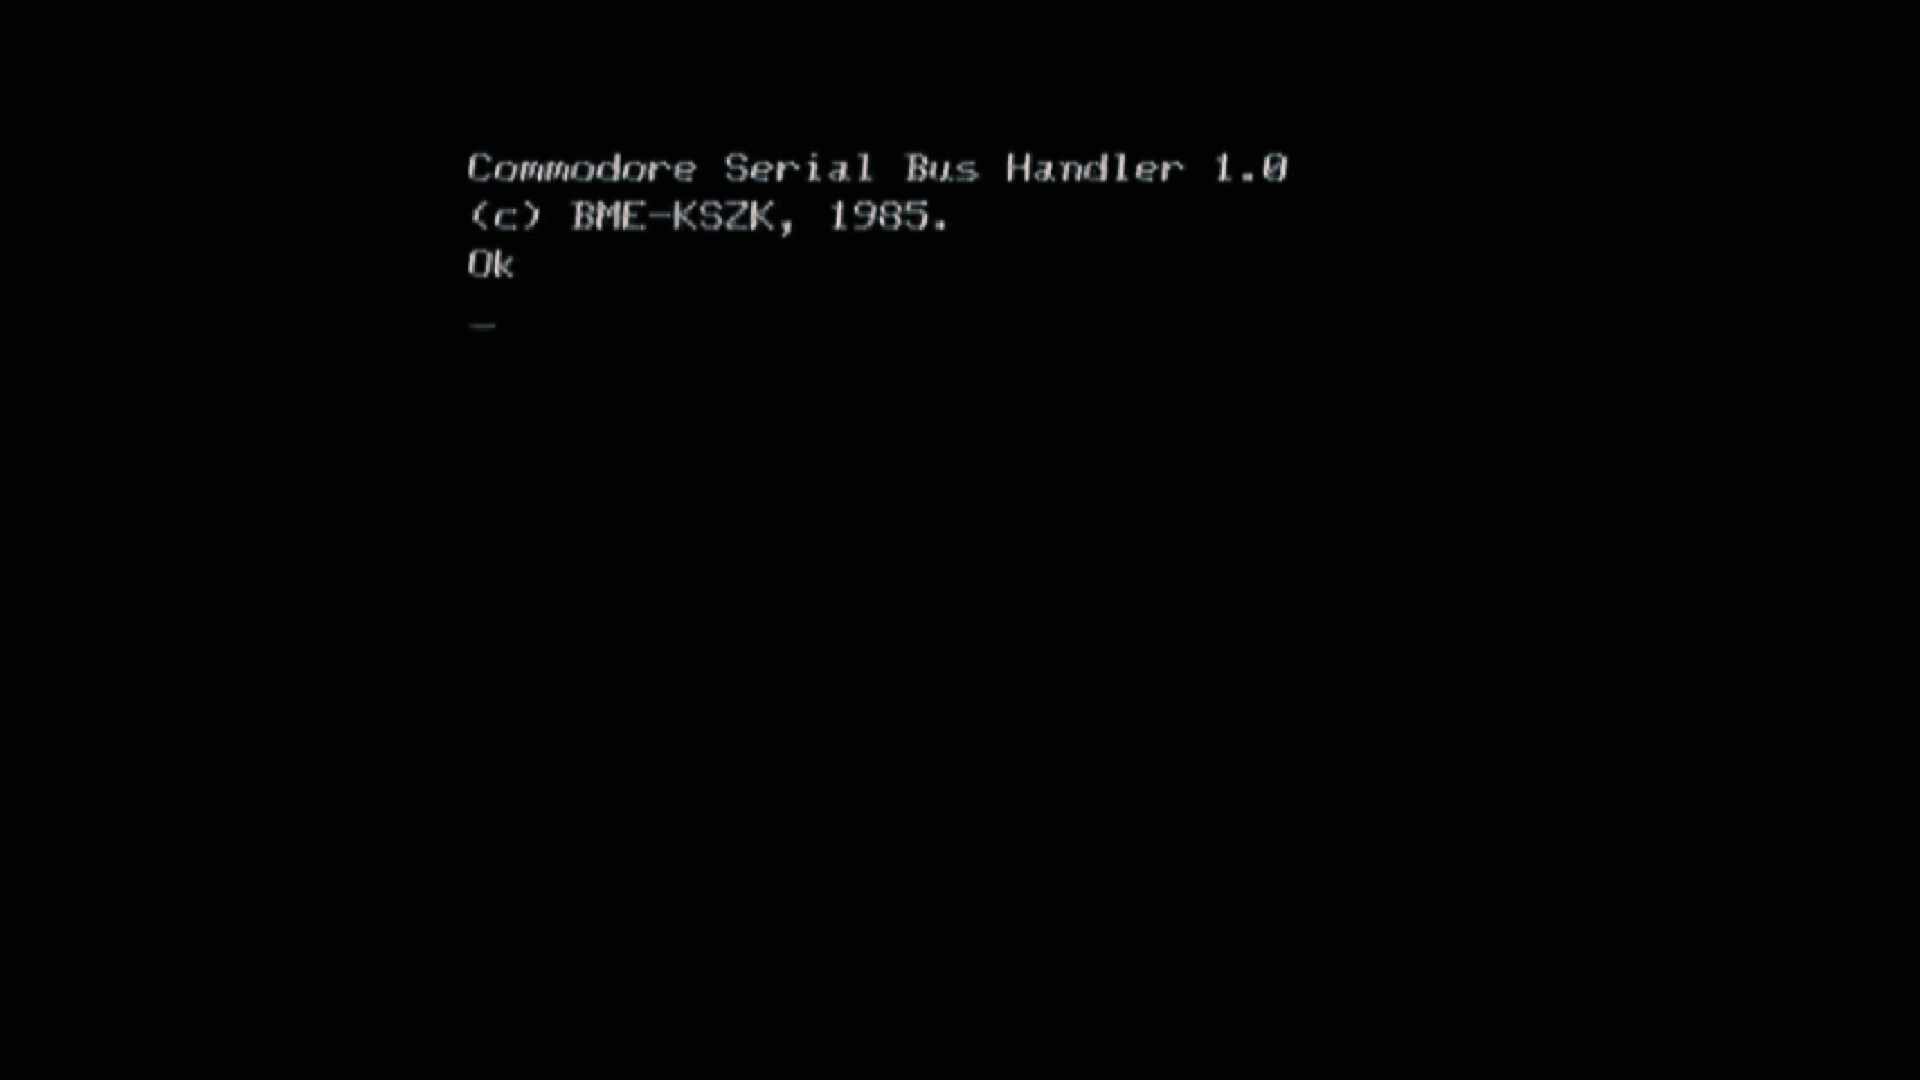 Commodore Serial Bus Handler 1.0
(c) BME-KSZK, 1985.
Ok
_